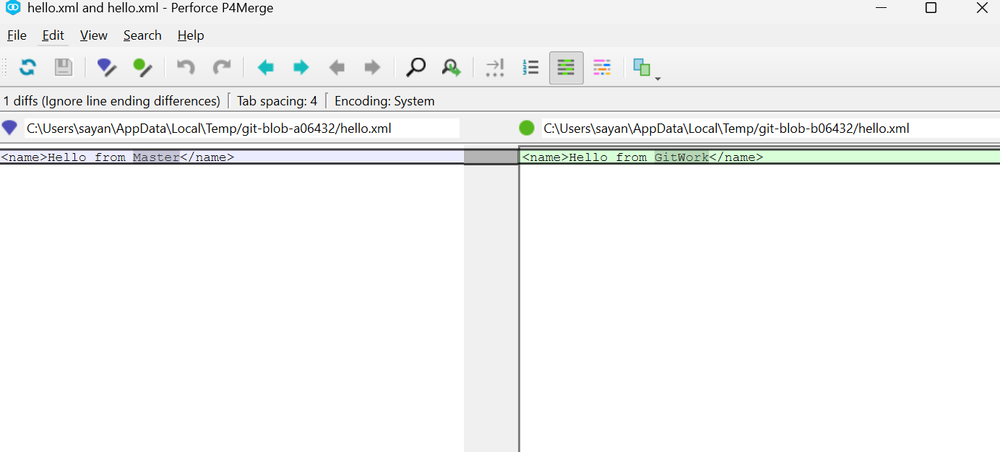 hello.xml and hello.xml - Perforce P4Merge
File Edit View Search Help
1 diffs (Ignore line ending differences) Tab spacing: 4 Encoding: System
C:\Users\sayan\AppData\Local\Temp/git-blob-a06432/hello.xml
C:\Users\sayan\AppData\Local\Temp/git-blob-b06432/hello.xml
<name>Hello from Master</name>
<name>Hello from GitWork</name>